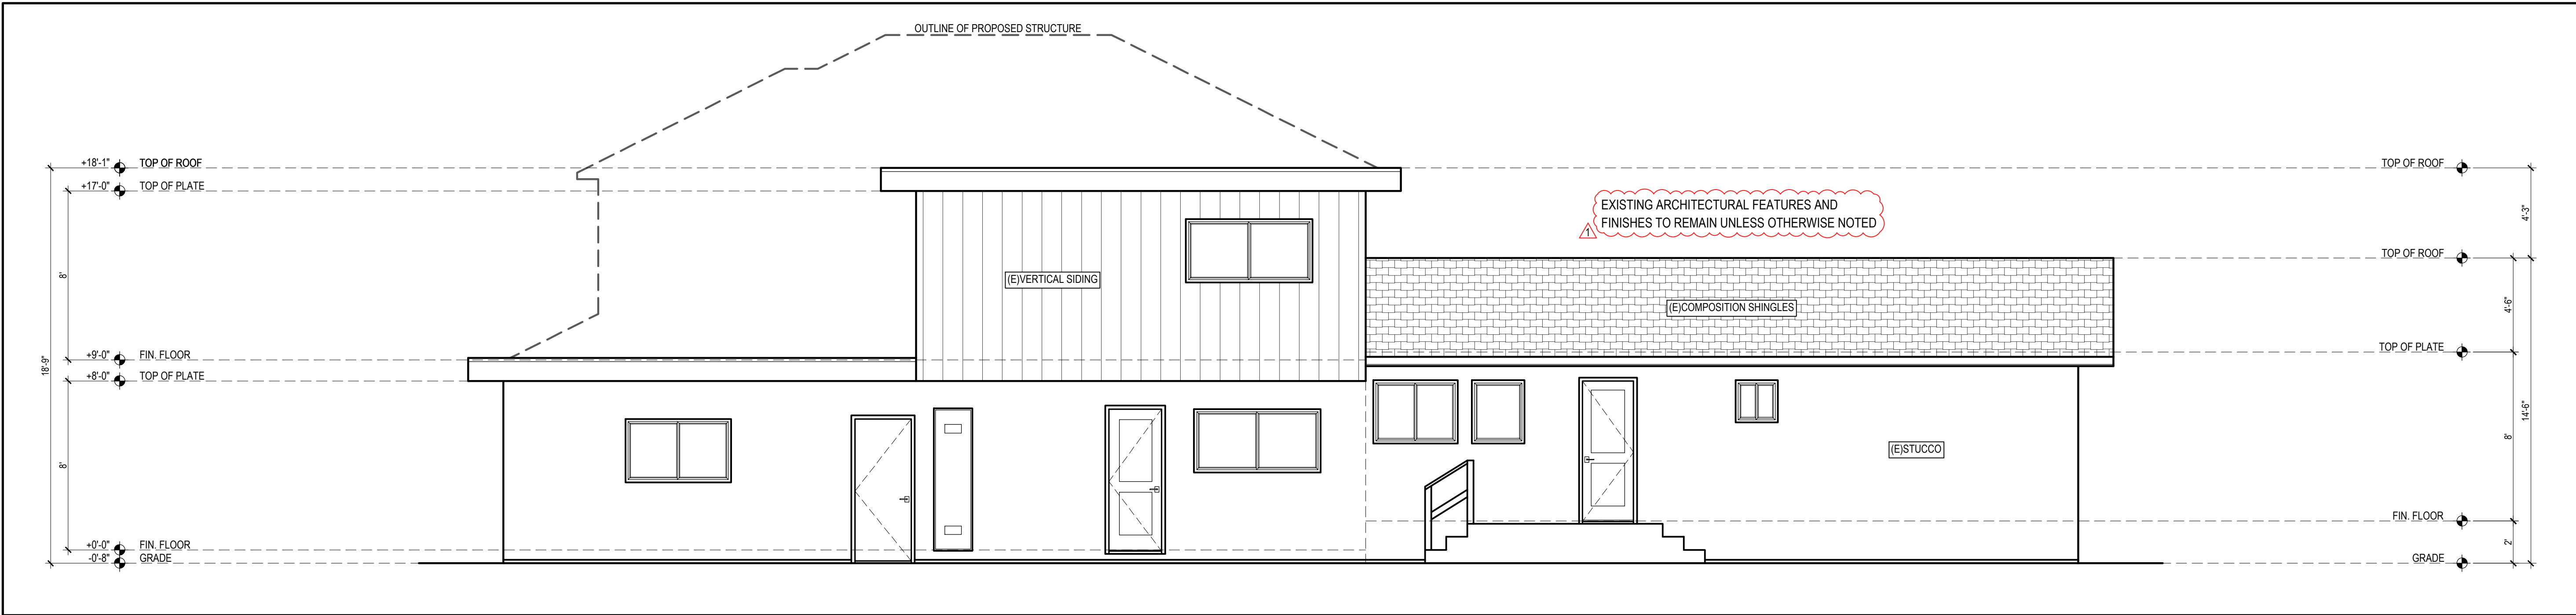 OUTLINE OF PROPOSED STRUCTURE
+18'-1" TOP OF ROOF
+17'-0" TOP OF PLATE
8'
+9'-0" FIN. FLOOR
+8'-0" TOP OF PLATE
18'-9"
8'
+0'-0" FIN. FLOOR
-0'-8" GRADE
(E)VERTICAL SIDING
EXISTING ARCHITECTURAL FEATURES AND
FINISHES TO REMAIN UNLESS OTHERWISE NOTED
1
(E)COMPOSITION SHINGLES
(E)STUCCO
TOP OF ROOF
4'-3"
TOP OF ROOF
4'-6"
TOP OF PLATE
14'-6"
8'
FIN. FLOOR
2'
GRADE